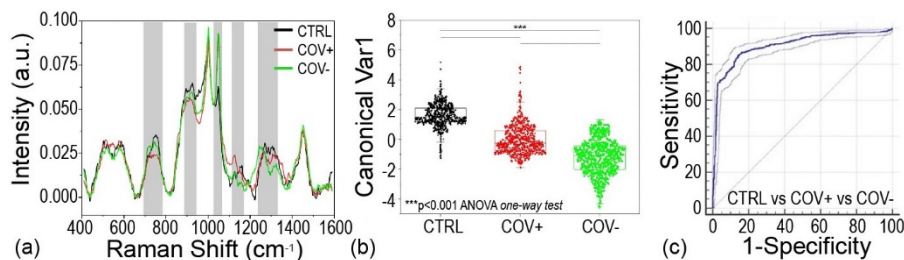 0.100
0.075
0.050
0.025
0.000
Intensity (a.u.)
CTRL
COV+
COV-
400 600 800 1000 1200 1400 1600
Raman Shift (cm-1)
(a)
6
4
2
0
-2
-4
Canonical Var1
***
***p<0.001 ANOVA one-way test
CTRL COV+ COV-
(b)
100
80
60
40
20
0
Sensitivity
CTRL vs COV+ vs COV-
0 20 40 60 80 100
1-Specificity
(c)